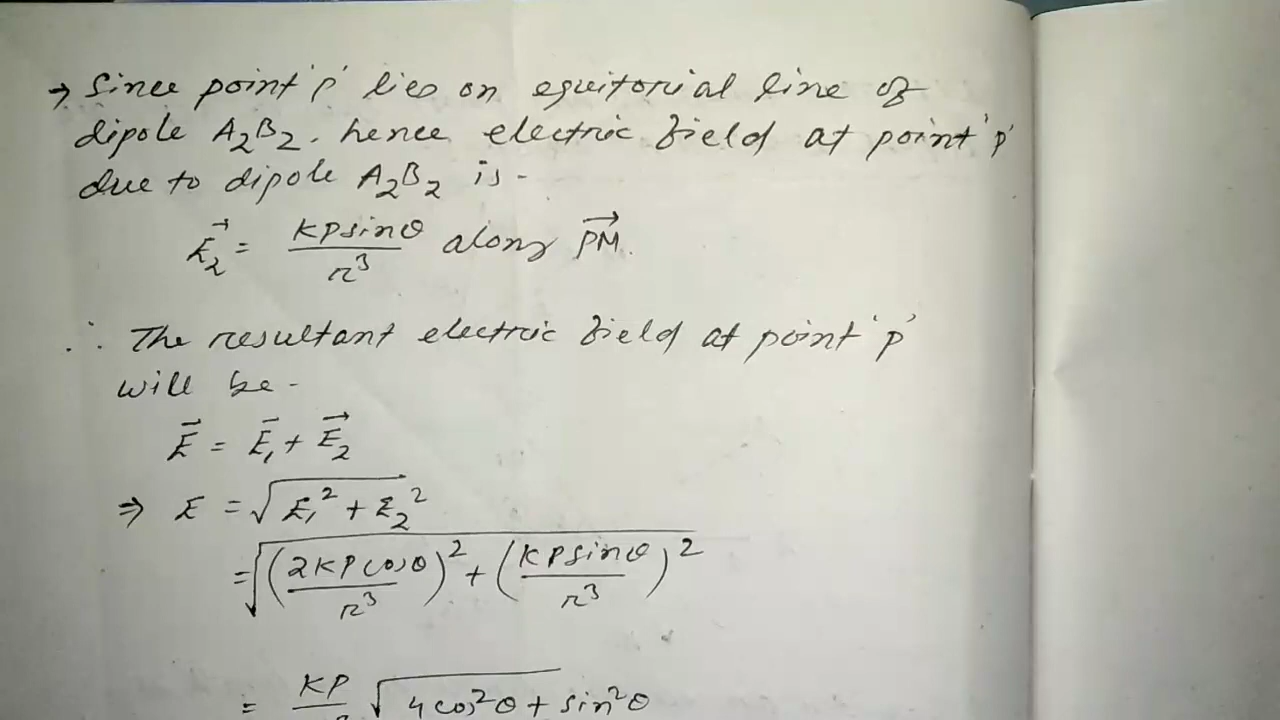 → Since point 'p' lies on equitorial line of
dipole A₂B₂. hence electric field at point 'p'
due to dipole A₂B₂ is -
E⃗₂ = KPsinθ/r³ along PM⃗.
∴ The resultant electric field at point 'p'
will be -
E⃗ = E⃗₁ + E⃗₂
⇒ E = √(E₁² + E₂²)
= √((2KPcosθ/r³)² + (KPsinθ/r³)²)
= KP/r³ √(4cos²θ + sin²θ)